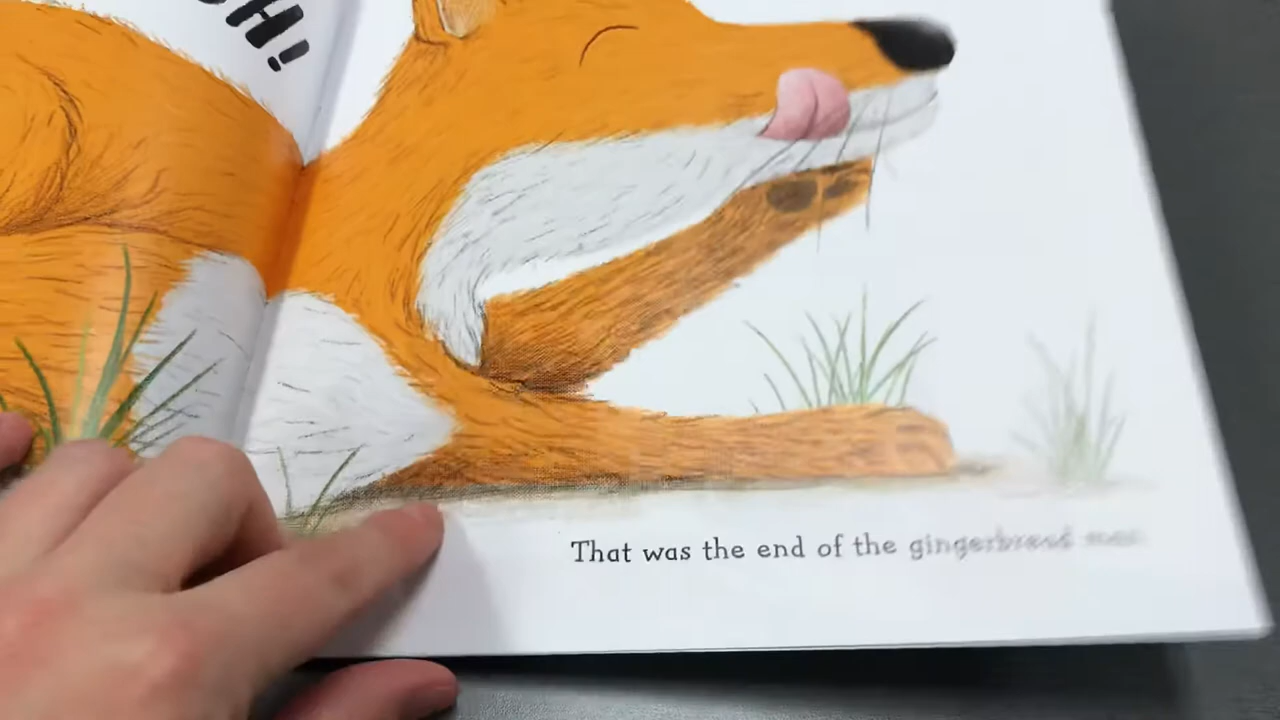 H!
That was the end of the gingerbread man.